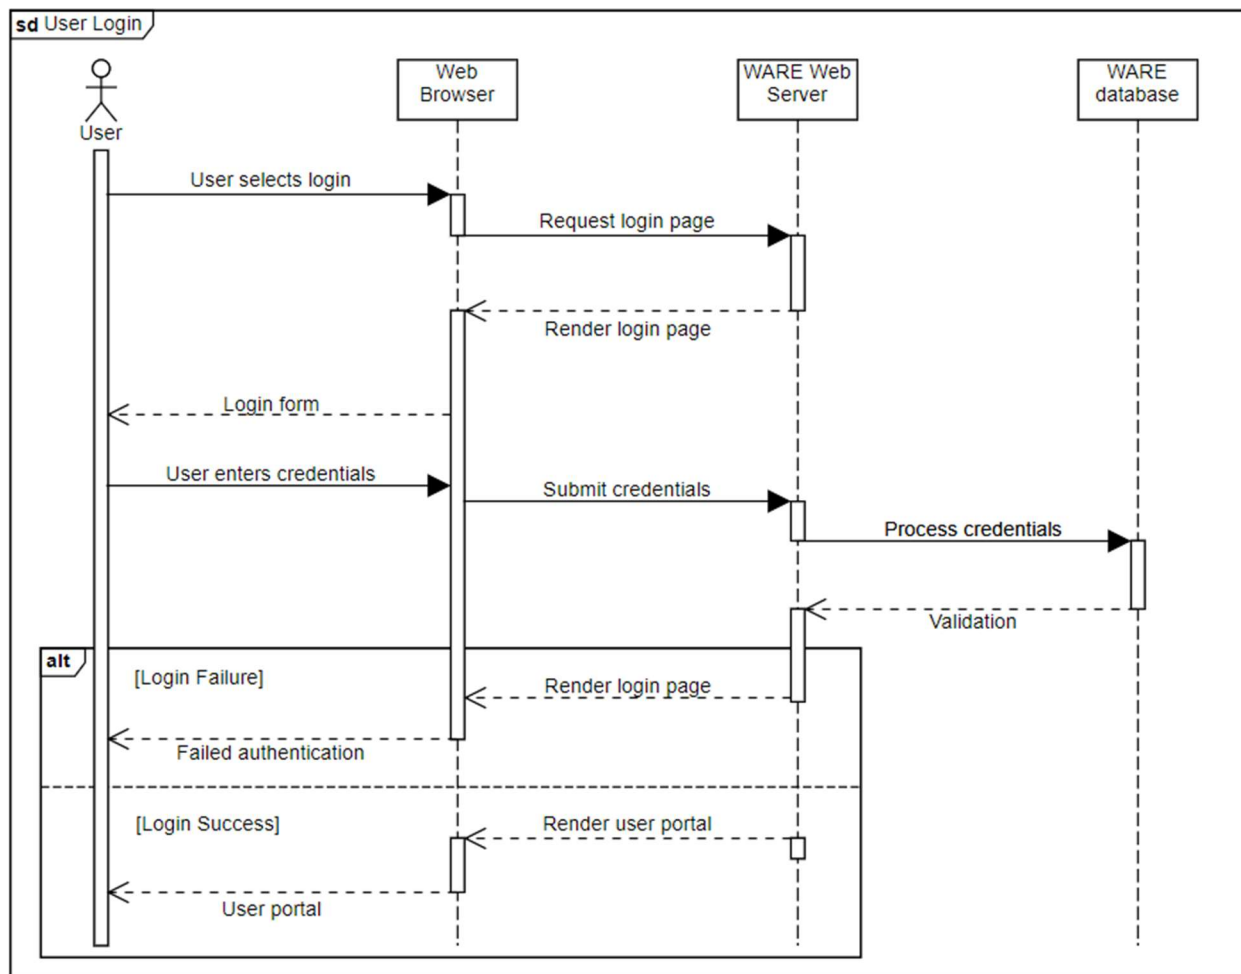 sd User Login
User
Web
Browser
WARE Web
Server
WARE
database
User selects login
Request login page
Render login page
Login form
User enters credentials
Submit credentials
Process credentials
Validation
alt
[Login Failure]
Render login page
Failed authentication
[Login Success]
Render user portal
User portal